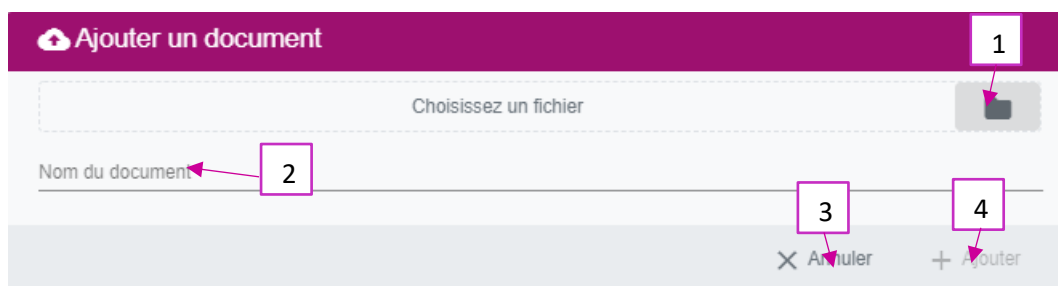 Ajouter un document
1
Choisissez un fichier
Nom du document
2
3
4
Annuler
Ajouter